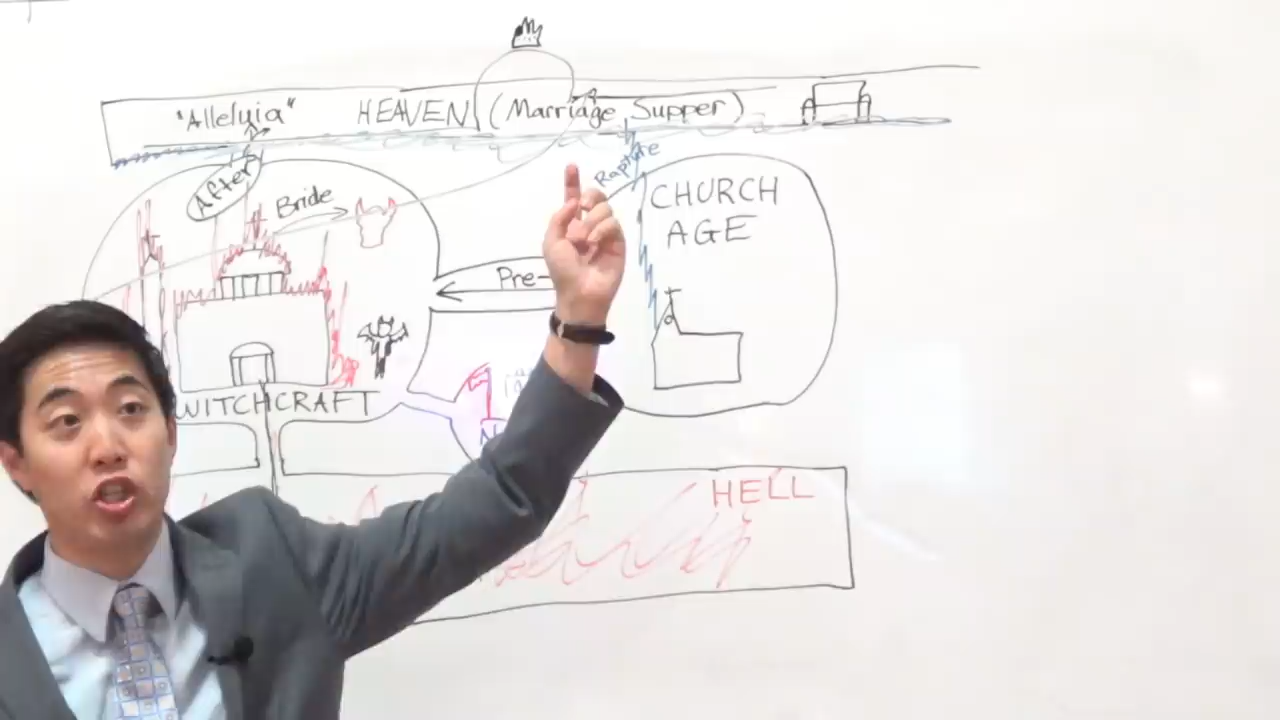 "Alleluia" HEAVEN (Marriage Supper)
After
Rapture
Bride
CHURCH
AGE
Pre-
WITCHCRAFT
HELL